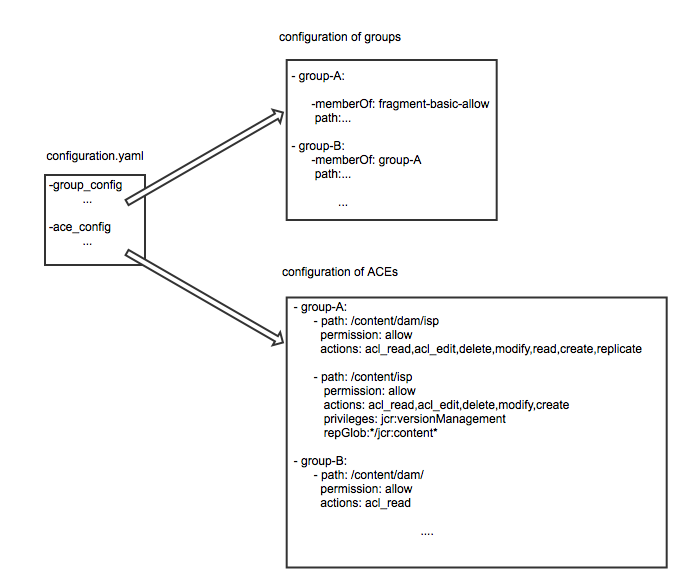 configuration of groups
- group-A:
-memberOf: fragment-basic-allow
path:...
- group-B:
-memberOf: group-A
path:...
...
configuration.yaml
-group_config
...
-ace_config
...
configuration of ACEs
- group-A:
- path: /content/dam/isp
permission: allow
actions: acl_read,acl_edit,delete,modify,read,create,replicate
- path: /content/isp
permission: allow
actions: acl_read,acl_edit,delete,modify,create
privileges: jcr:versionManagement
repGlob:*/jcr:content*
- group-B:
- path: /content/dam/
permission: allow
actions: acl_read
....